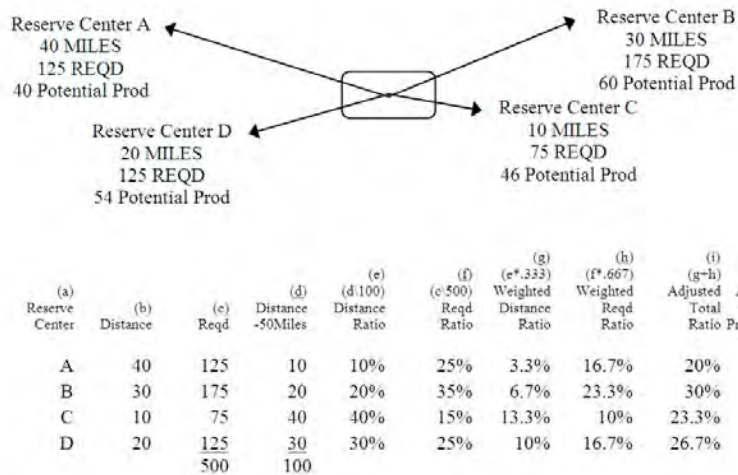 Reserve Center A
40 MILES
125 REQD
40 Potential Prod
Reserve Center B
30 MILES
175 REQD
60 Potential Prod
Reserve Center D
20 MILES
125 REQD
54 Potential Prod
Reserve Center C
10 MILES
75 REQD
46 Potential Prod
(g) (h) (i)
(e) (f) (e*.333) (f*.667) (g+h)
(a) (d) (d\100) (c\500) Weighted Weighted Adjusted
Reserve (b) (c) Distance Distance Reqd Distance Reqd Total
Center Distance Reqd -50Miles Ratio Ratio Ratio Ratio Ratio
A 40 125 10 10% 25% 3.3% 16.7% 20%
B 30 175 20 20% 35% 6.7% 23.3% 30%
C 10 75 40 40% 15% 13.3% 10% 23.3%
D 20 125 30 30% 25% 10% 16.7% 26.7%
500 100